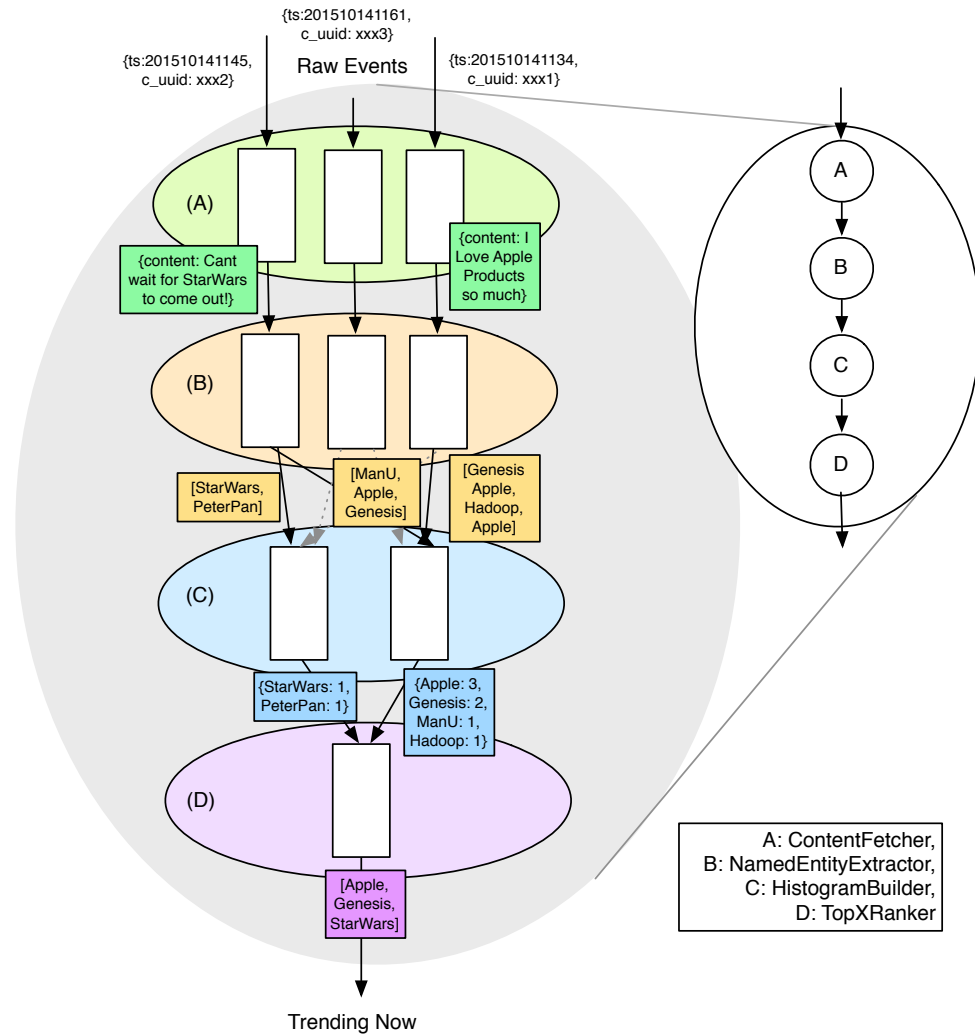 {ts:201510141161,
c_uuid: xxx3}
{ts:201510141145,
c_uuid: xxx2}
Raw Events
{ts:201510141134,
c_uuid: xxx1}
(A)
{content: Cant
wait for StarWars
to come out!}
{content: I
Love Apple
Products
so much}
(B)
[StarWars,
PeterPan]
[ManU,
Apple,
Genesis]
[Genesis
Apple,
Hadoop,
Apple]
(C)
{StarWars: 1,
PeterPan: 1}
{Apple: 3,
Genesis: 2,
ManU: 1,
Hadoop: 1}
(D)
[Apple,
Genesis,
StarWars]
Trending Now
A
B
C
D
A: ContentFetcher,
B: NamedEntityExtractor,
C: HistogramBuilder,
D: TopXRanker